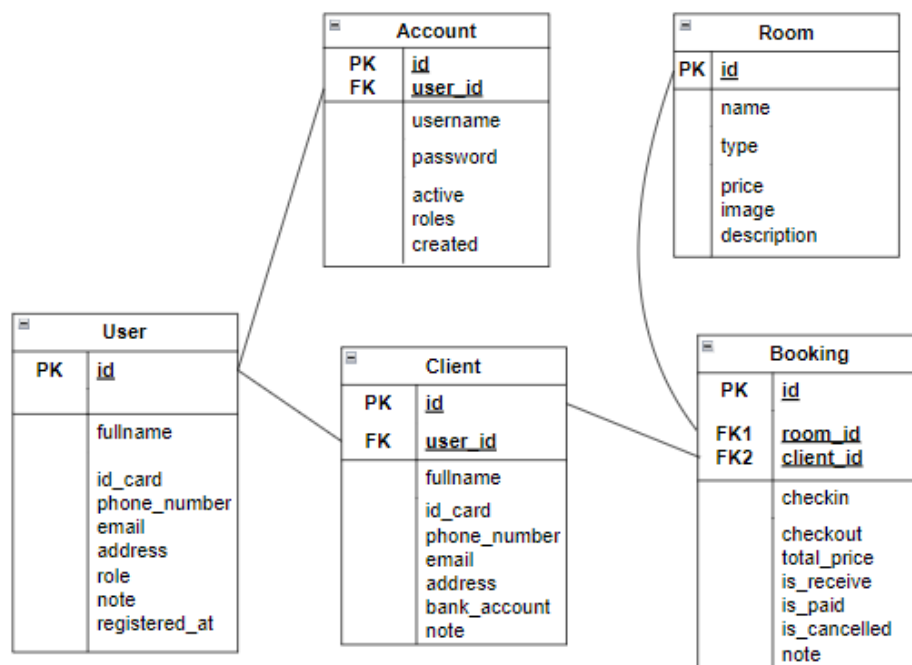 Account
PK id
FK user_id
username
password
active
roles
created
Room
PK id
name
type
price
image
description
User
PK id
fullname
id_card
phone_number
email
address
role
note
registered_at
Client
PK id
FK user_id
fullname
id_card
phone_number
email
address
bank_account
note
Booking
PK id
FK1 room_id
FK2 client_id
checkin
checkout
total_price
is_receive
is_paid
is_cancelled
note